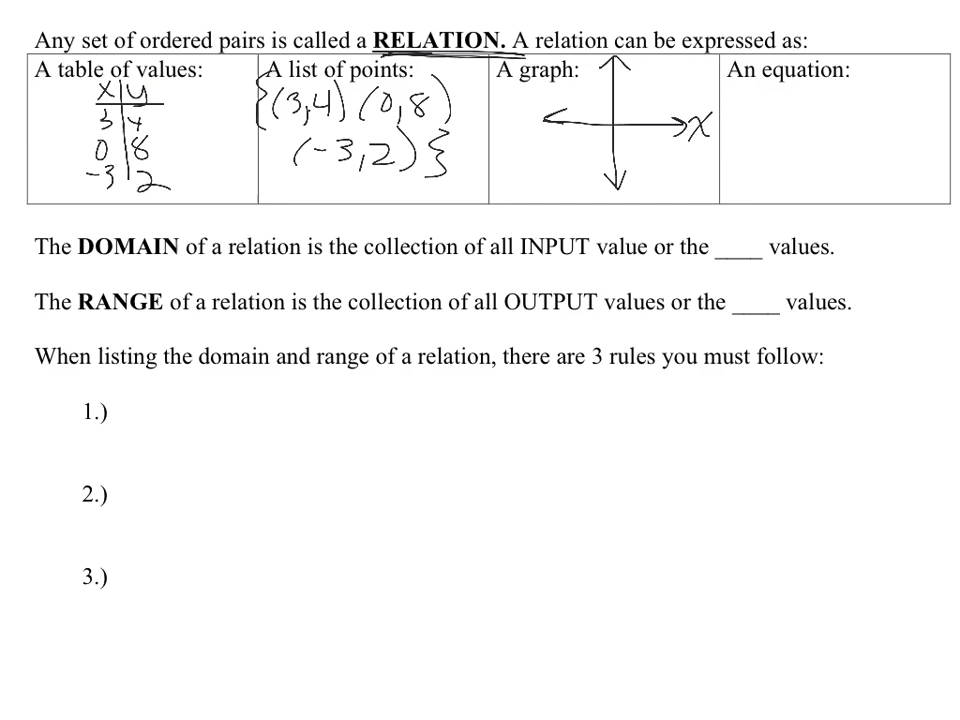 Any set of ordered pairs is called a RELATION. A relation can be expressed as:
A table of values: A list of points: A graph: An equation:
x y
3 4
0 8
-3 2
{(3,4) (0,8)
(-3,2)}
x
The DOMAIN of a relation is the collection of all INPUT value or the ____ values.
The RANGE of a relation is the collection of all OUTPUT values or the ____ values.
When listing the domain and range of a relation, there are 3 rules you must follow:
1.)
2.)
3.)